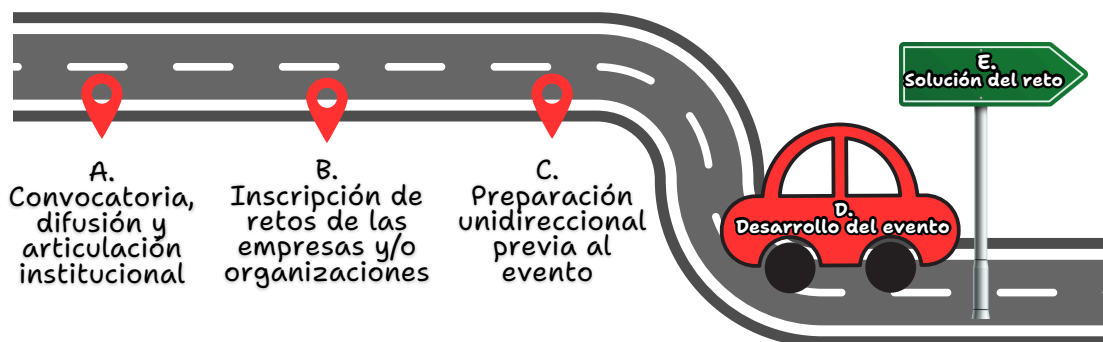 A.
Convocatoria,
difusión y
articulación
institucional
B.
Inscripción de
retos de las
empresas y/o
organizaciones
C.
Preparación
unidireccional
previa al
evento
D.
Desarrollo del evento
E.
Solución del reto